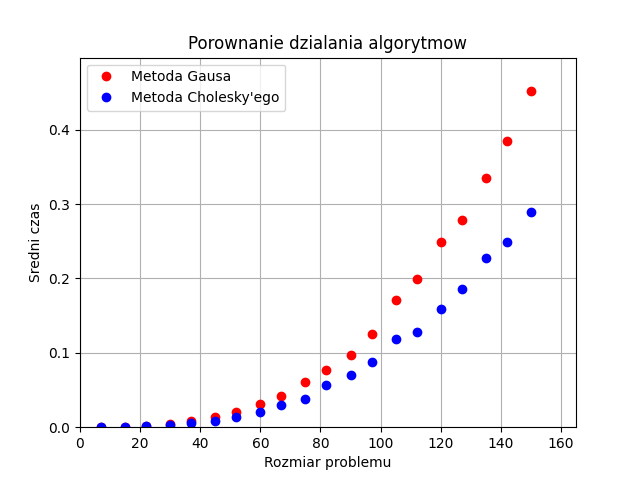 Porownanie dzialania algorytmow
Metoda Gausa
Metoda Cholesky'ego
Sredni czas
0.4
0.3
0.2
0.1
0.0
0 20 40 60 80 100 120 140 160
Rozmiar problemu